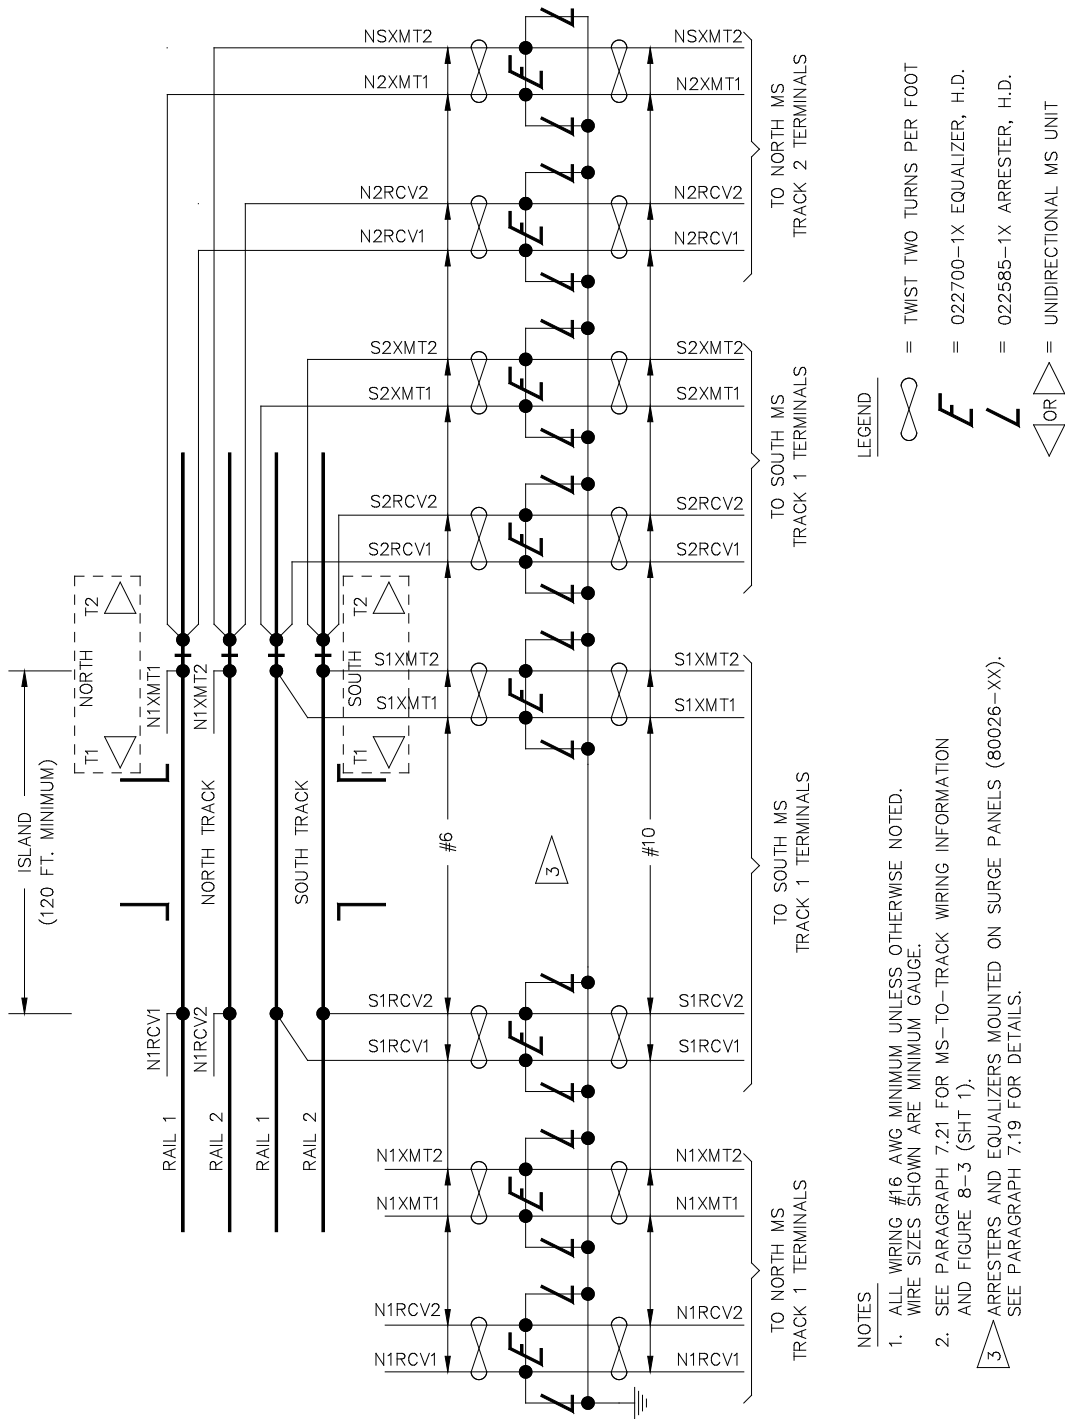 ISLAND
(120 FT. MINIMUM)
NORTH
T1
T2
N1RCV1
N1RCV2
N1XMT1
N1XMT2
RAIL 1
RAIL 2
RAIL 1
RAIL 2
NORTH TRACK
SOUTH TRACK
SOUTH
T1
T2
N1RCV1
N1RCV2
N1XMT1
N1XMT2
S1RCV1
S1RCV2
S1XMT1
S1XMT2
S2RCV1
S2RCV2
S2XMT1
S2XMT2
N2RCV1
N2RCV2
N2XMT1
NSXMT2
#6
3
#10
N1RCV1
N1RCV2
N1XMT1
N1XMT2
S1RCV1
S1RCV2
S1XMT1
S1XMT2
S2RCV1
S2RCV2
S2XMT1
S2XMT2
N2RCV1
N2RCV2
N2XMT1
NSXMT2
TO NORTH MS
TRACK 1 TERMINALS
TO SOUTH MS
TRACK 1 TERMINALS
TO SOUTH MS
TRACK 1 TERMINALS
TO NORTH MS
TRACK 2 TERMINALS
NOTES
1. ALL WIRING #16 AWG MINIMUM UNLESS OTHERWISE NOTED.
WIRE SIZES SHOWN ARE MINIMUM GAUGE.
2. SEE PARAGRAPH 7.21 FOR MS-TO-TRACK WIRING INFORMATION
AND FIGURE 8-3 (SHT 1).
3 ARRESTERS AND EQUALIZERS MOUNTED ON SURGE PANELS (80026-XX).
SEE PARAGRAPH 7.19 FOR DETAILS.
LEGEND
= TWIST TWO TURNS PER FOOT
= 022700-1X EQUALIZER, H.D.
= 022585-1X ARRESTER, H.D.
OR = UNIDIRECTIONAL MS UNIT